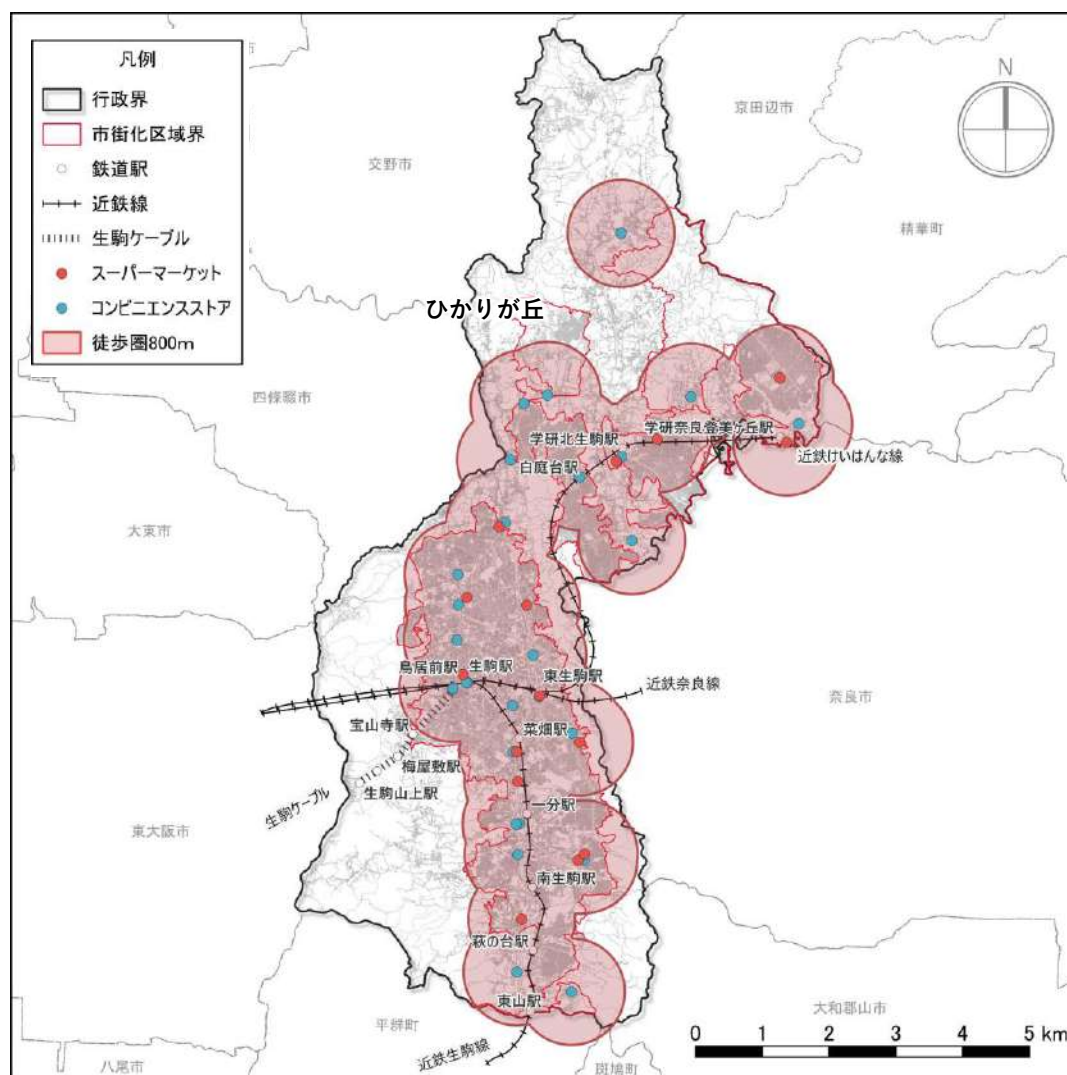 凡例
行政界
市街化区域界
鉄道駅
近鉄線
生駒ケーブル
スーパーマーケット
コンビニエンスストア
徒歩圏800m
N
京田辺市
交野市
精華町
ひかりが丘
四條畷市
学研奈良登美ヶ丘駅
学研北生駒駅
近鉄けいはんな線
白庭台駅
大東市
鳥居前駅
生駒駅
東生駒駅
近鉄奈良線
奈良市
宝山寺駅
菜畑駅
梅屋敷駅
生駒山上駅
生駒ケーブル
一分駅
東大阪市
南生駒駅
萩の台駅
東山駅
大和郡山市
平群町
近鉄生駒線
八尾市
斑鳩町
0 1 2 3 4 5 km